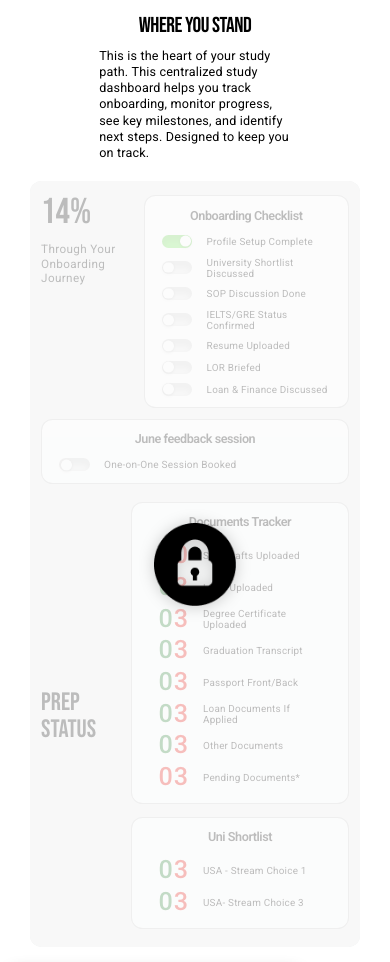 WHERE YOU STAND
This is the heart of your study
path. This centralized study
dashboard helps you track
onboarding, monitor progress,
see key milestones, and identify
next steps. Designed to keep you
on track.
14%
Through Your
Onboarding
Journey
Onboarding Checklist
Profile Setup Complete
University Shortlist
Discussed
SOP Discussion Done
IELTS/GRE Status
Confirmed
Resume Uploaded
LOR Briefed
Loan & Finance Discussed
June feedback session
One-on-One Session Booked
PREP
STATUS
Documents Tracker
Uploaded
Uploaded
03 Degree Certificate
Uploaded
03 Graduation Transcript
03 Passport Front/Back
03 Loan Documents If
Applied
03 Other Documents
03 Pending Documents*
Uni Shortlist
03 USA - Stream Choice 1
03 USA- Stream Choice 3